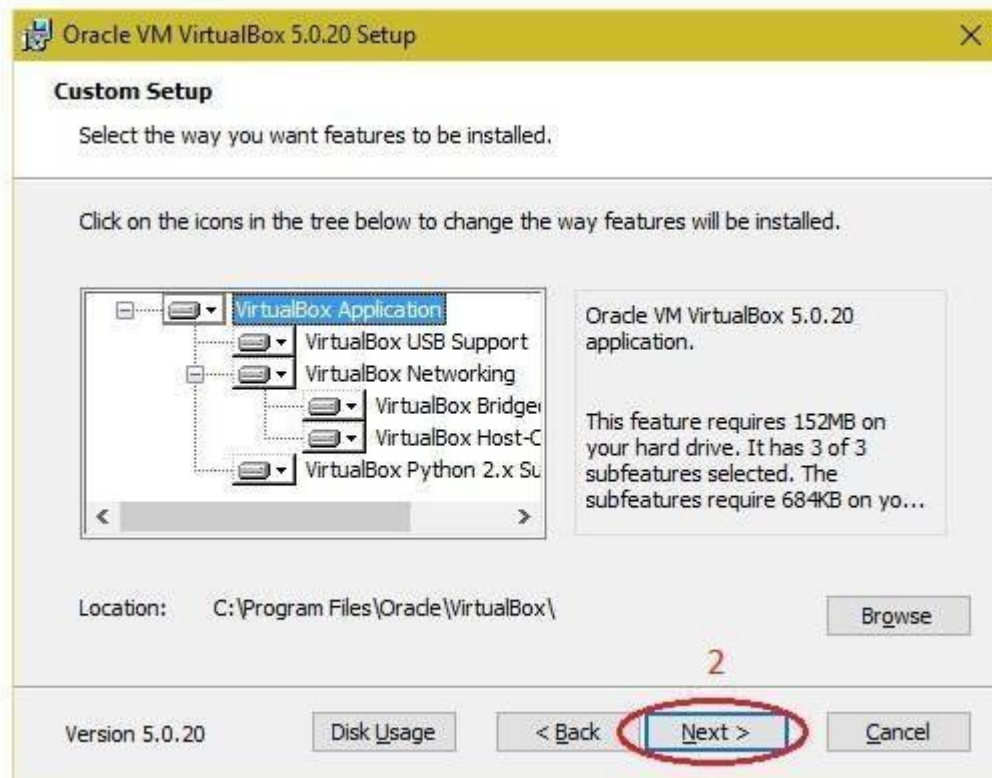 Oracle VM VirtualBox 5.0.20 Setup
Custom Setup
Select the way you want features to be installed.
Click on the icons in the tree below to change the way features will be installed.
VirtualBox Application
VirtualBox USB Support
VirtualBox Networking
VirtualBox Bridge
VirtualBox Host-
VirtualBox Python 2.x Su
Oracle VM VirtualBox 5.0.20
application.
This feature requires 152MB on
your hard drive. It has 3 of 3
subfeatures selected. The
subfeatures require 684KB on yo...
Location: C:\Program Files\Oracle\VirtualBox\
Browse
2
Version 5.0.20 Disk Usage < Back Next > Cancel